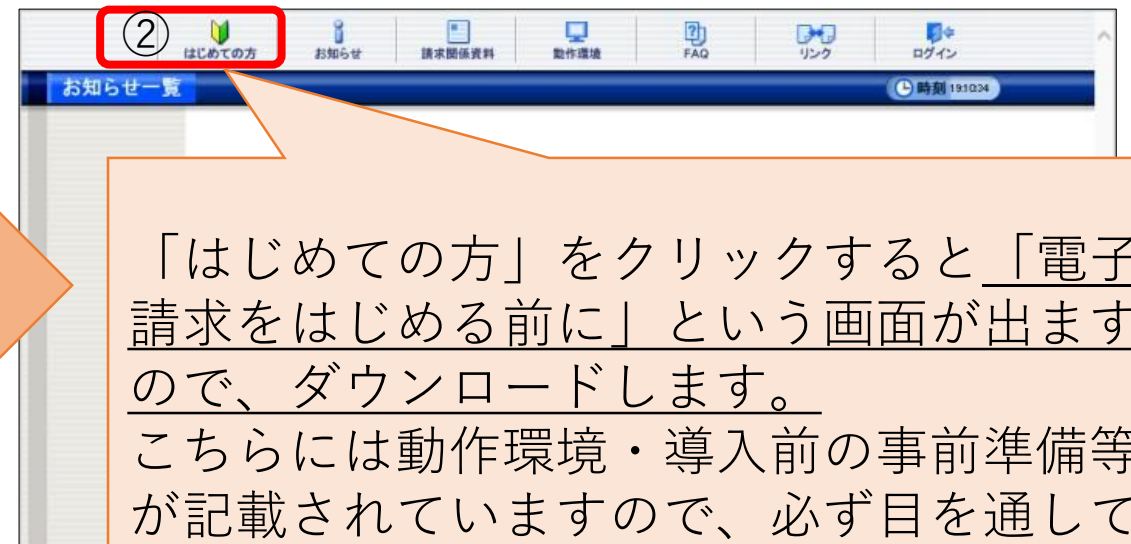 ② はじめての方 お知らせ 請求関係資料 動作環境 FAQ リンク ログイン
お知らせ一覧 時刻 19:10:34
「はじめての方」をクリックすると「電子
請求をはじめる前に」という画面が出ます
ので、ダウンロードします。
こちらには動作環境・導入前の事前準備等
が記載されていますので、必ず目を通して